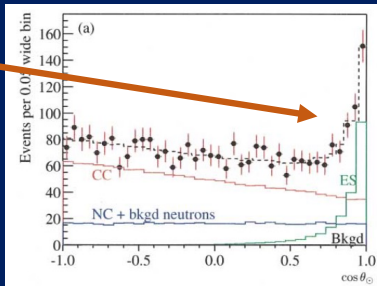 (a)
Events per 0.05 wide bin
160
140
120
100
80
60
40
20
0
CC
ES
NC + bkgd neutrons
Bkgd
-1.0
-0.5
0.0
0.5
1.0
cosθ☉